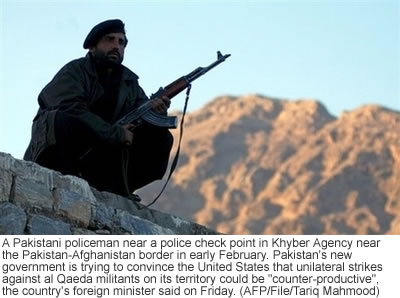 A Pakistani policeman near a police check point in Khyber Agency near
the Pakistan-Afghanistan border in early February. Pakistan's new
government is trying to convince the United States that unilateral strikes
against al Qaeda militants on its territory could be "counter-productive",
the country's foreign minister said on Friday. (AFP/File/Tariq Mahmood)